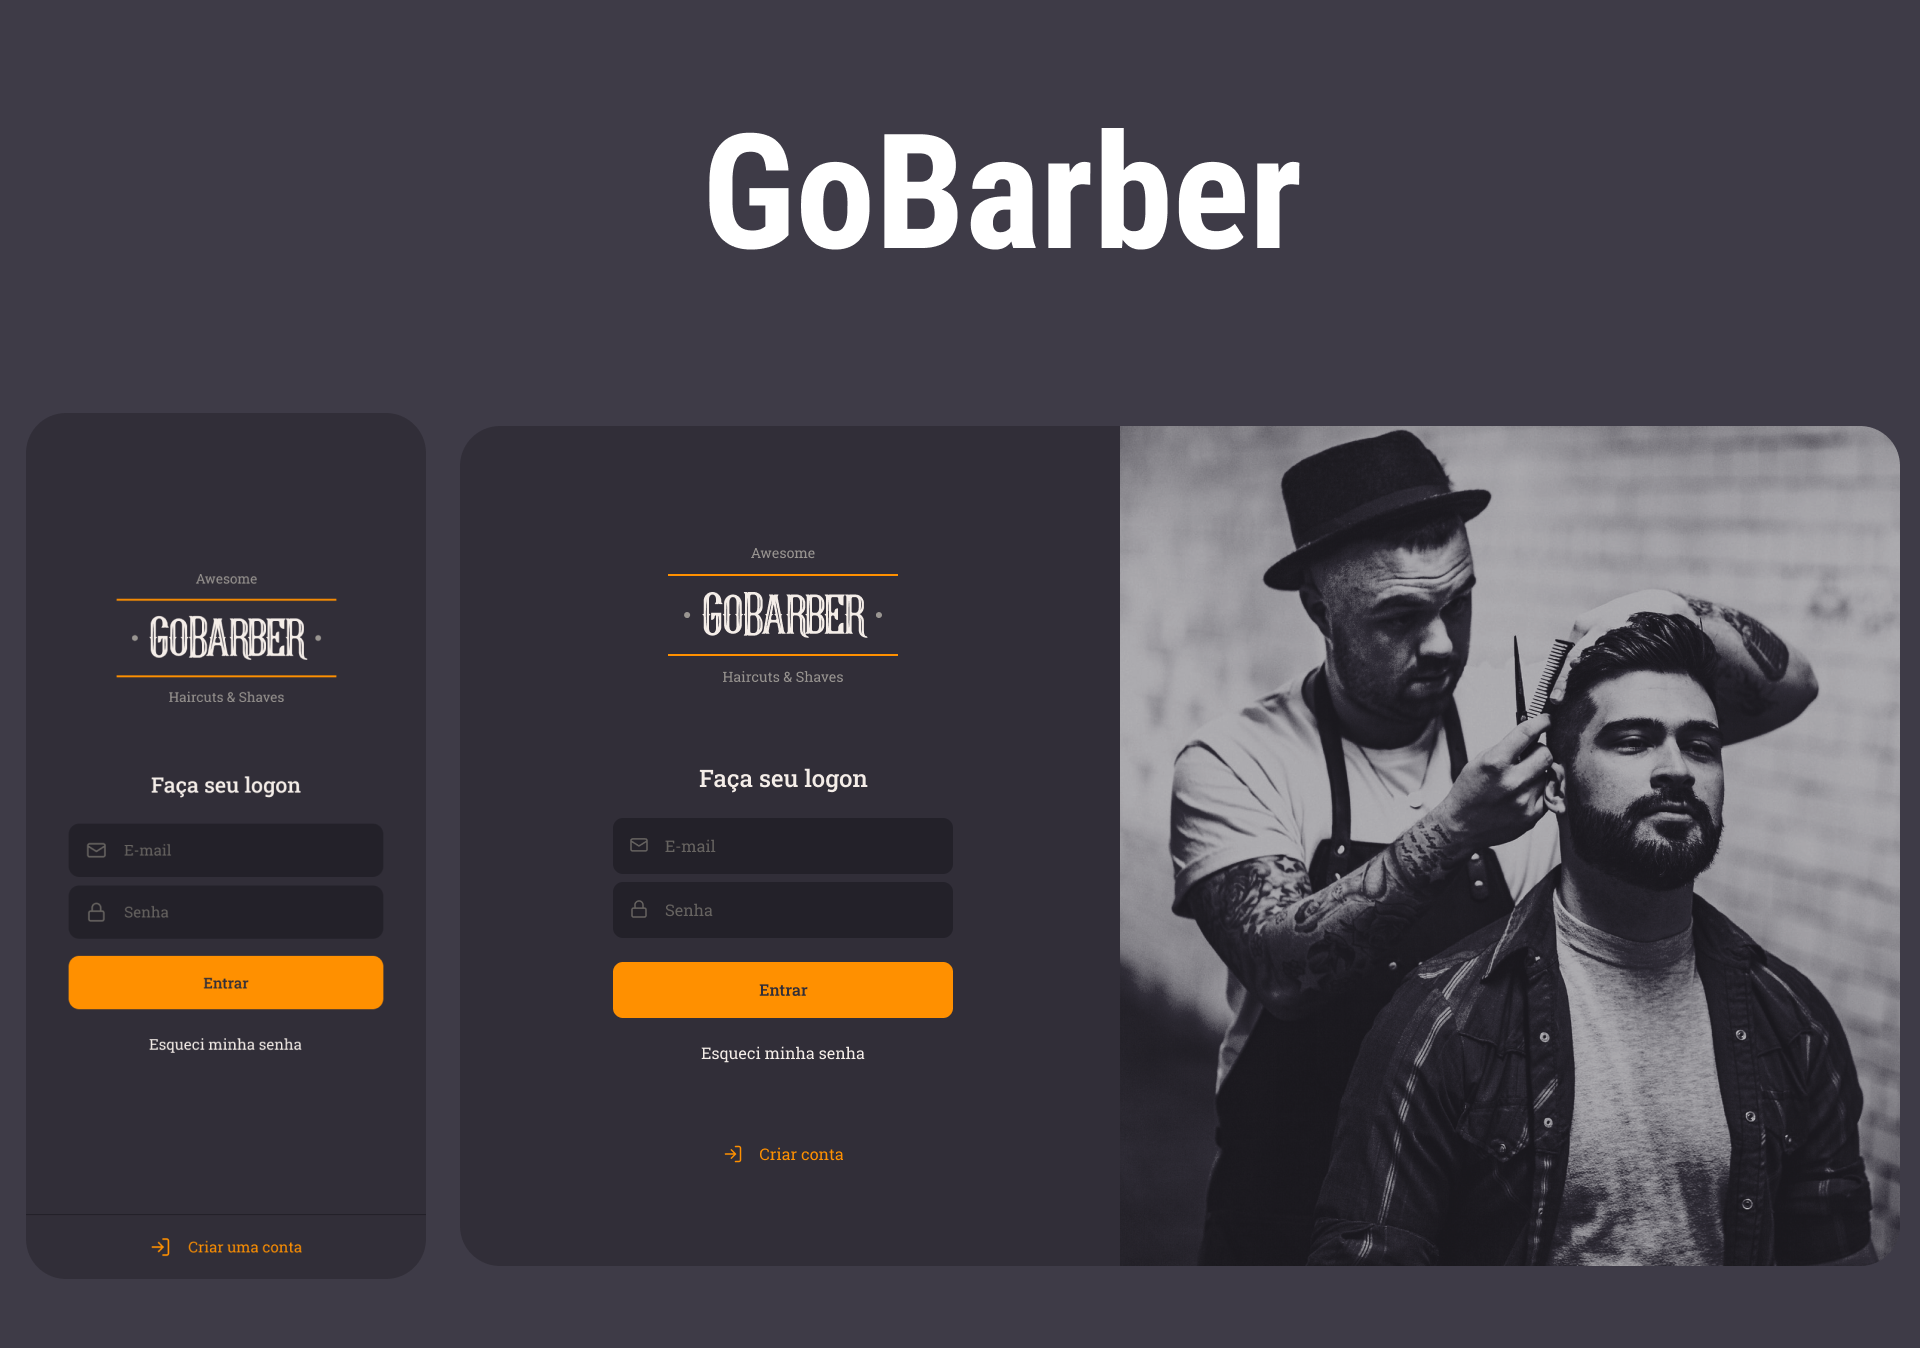 GoBarber
Awesome
GOBARBER
Haircuts & Shaves
Faça seu logon
E-mail
Senha
Entrar
Esqueci minha senha
Criar uma conta
Awesome
GOBARBER
Haircuts & Shaves
Faça seu logon
E-mail
Senha
Entrar
Esqueci minha senha
Criar conta